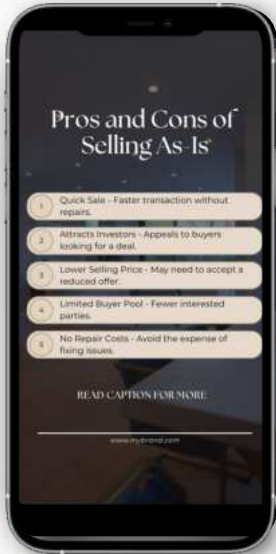 Pros and Cons of
Selling As-Is
1
Quick Sale - Faster transaction without
repairs.
2
Attracts Investors - Appeals to buyers
looking for a deal.
3
Lower Selling Price - May need to accept a
reduced offer.
4
Limited Buyer Pool - Fewer interested
parties.
5
No Repair Costs - Avoid the expense of
fixing issues.
READ CAPTION FOR MORE
www.mybrand.com